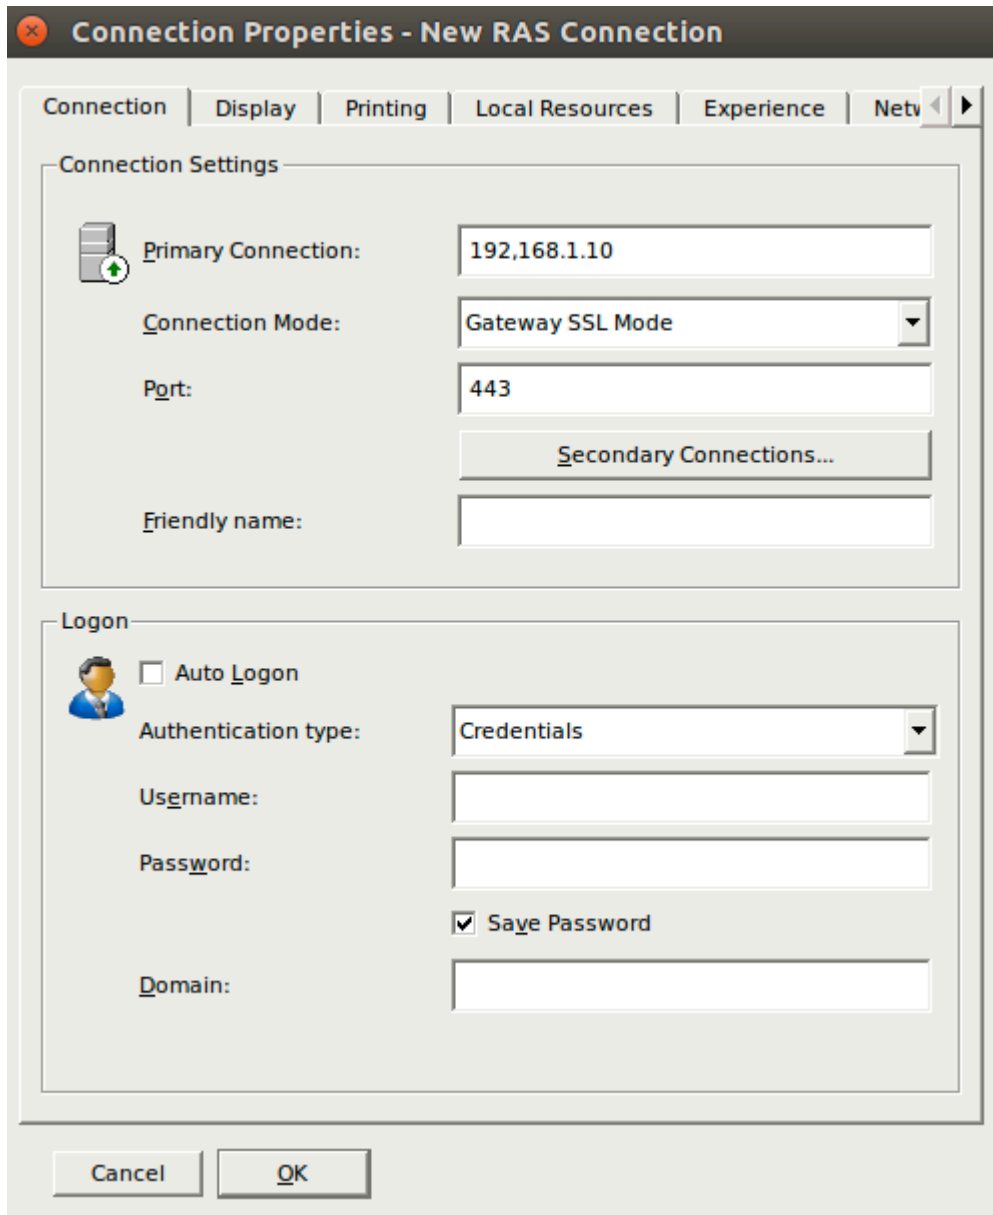 Connection Properties - New RAS Connection
Connection Display Printing Local Resources Experience Netw
Connection Settings
Primary Connection: 192,168.1.10
Connection Mode: Gateway SSL Mode
Port: 443
Secondary Connections...
Friendly name:
Logon
Auto Logon
Authentication type: Credentials
Username:
Password:
Save Password
Domain:
Cancel OK